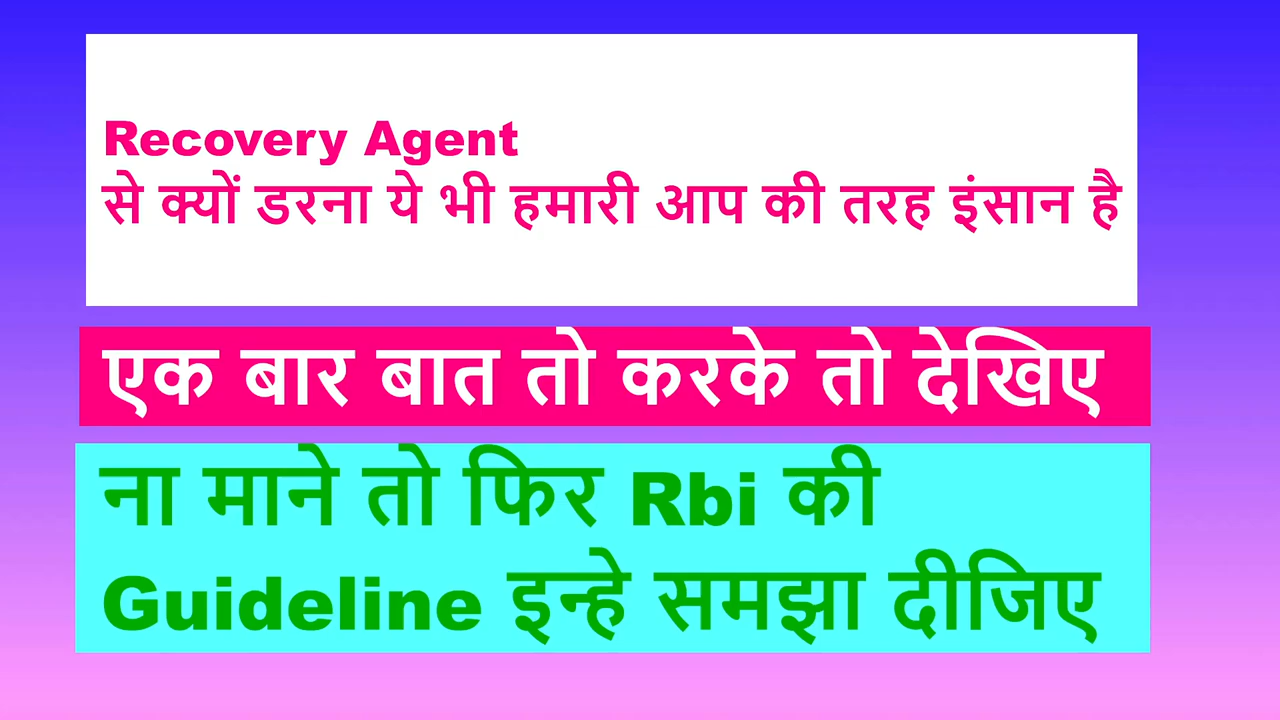 Recovery Agent
से क्यों डरना ये भी हमारी आप की तरह इंसान है
एक बार बात तो करके तो देखिए
ना माने तो फिर Rbi की
Guideline इन्हे समझा दीजिए